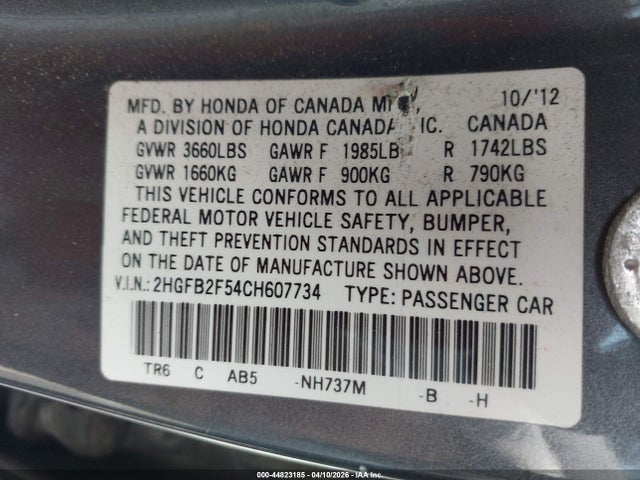 MFD. BY HONDA OF CANADA MFG, 10/'12
A DIVISION OF HONDA CANADA INC. CANADA
GVWR 3660LBS GAWR F 1985LB R 1742LBS
GVWR 1660KG GAWR F 900KG R 790KG
THIS VEHICLE CONFORMS TO ALL APPLICABLE
FEDERAL MOTOR VEHICLE SAFETY, BUMPER,
AND THEFT PREVENTION STANDARDS IN EFFECT
ON THE DATE OF MANUFACTURE SHOWN ABOVE.
V.I.N.: 2HGFB2F54CH607734 TYPE: PASSENGER CAR
TR6 C AB5 -NH737M -B -H
000-44823185 - 04/10/2026 - IAA Inc.